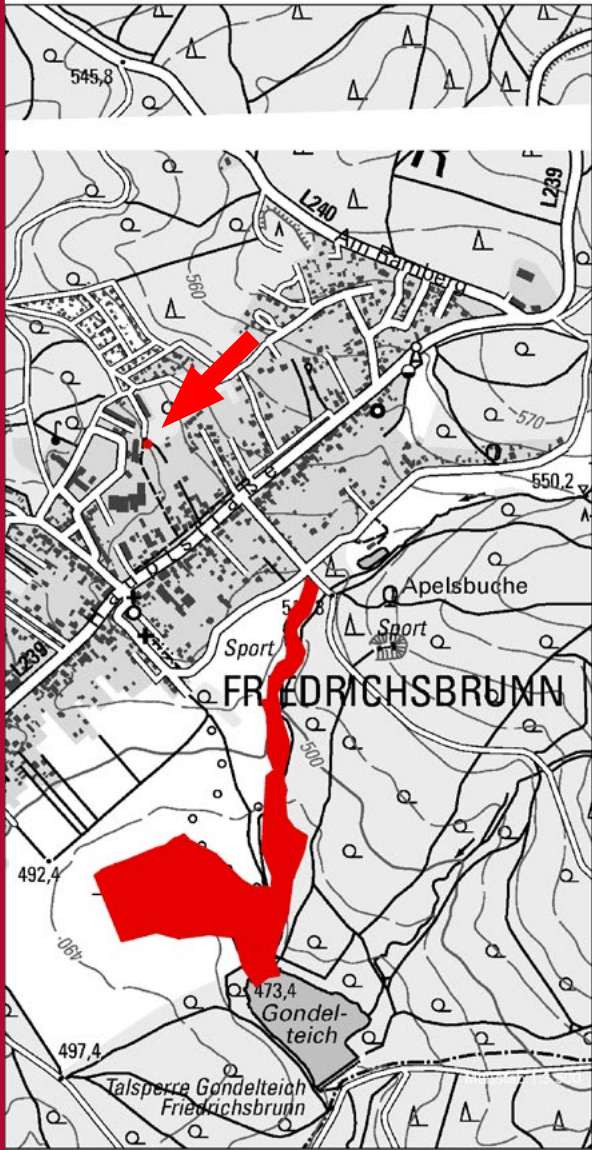 545,8
L240
Am Ramberg
L239
560
570
550,2
Apelsbuche
Sport
Sport
L239
FRIEDRICHSBRUNN
500
492,4
490
473,4
Gondel-
teich
497,4
Talsperre Gondelteich
Friedrichsbrunn